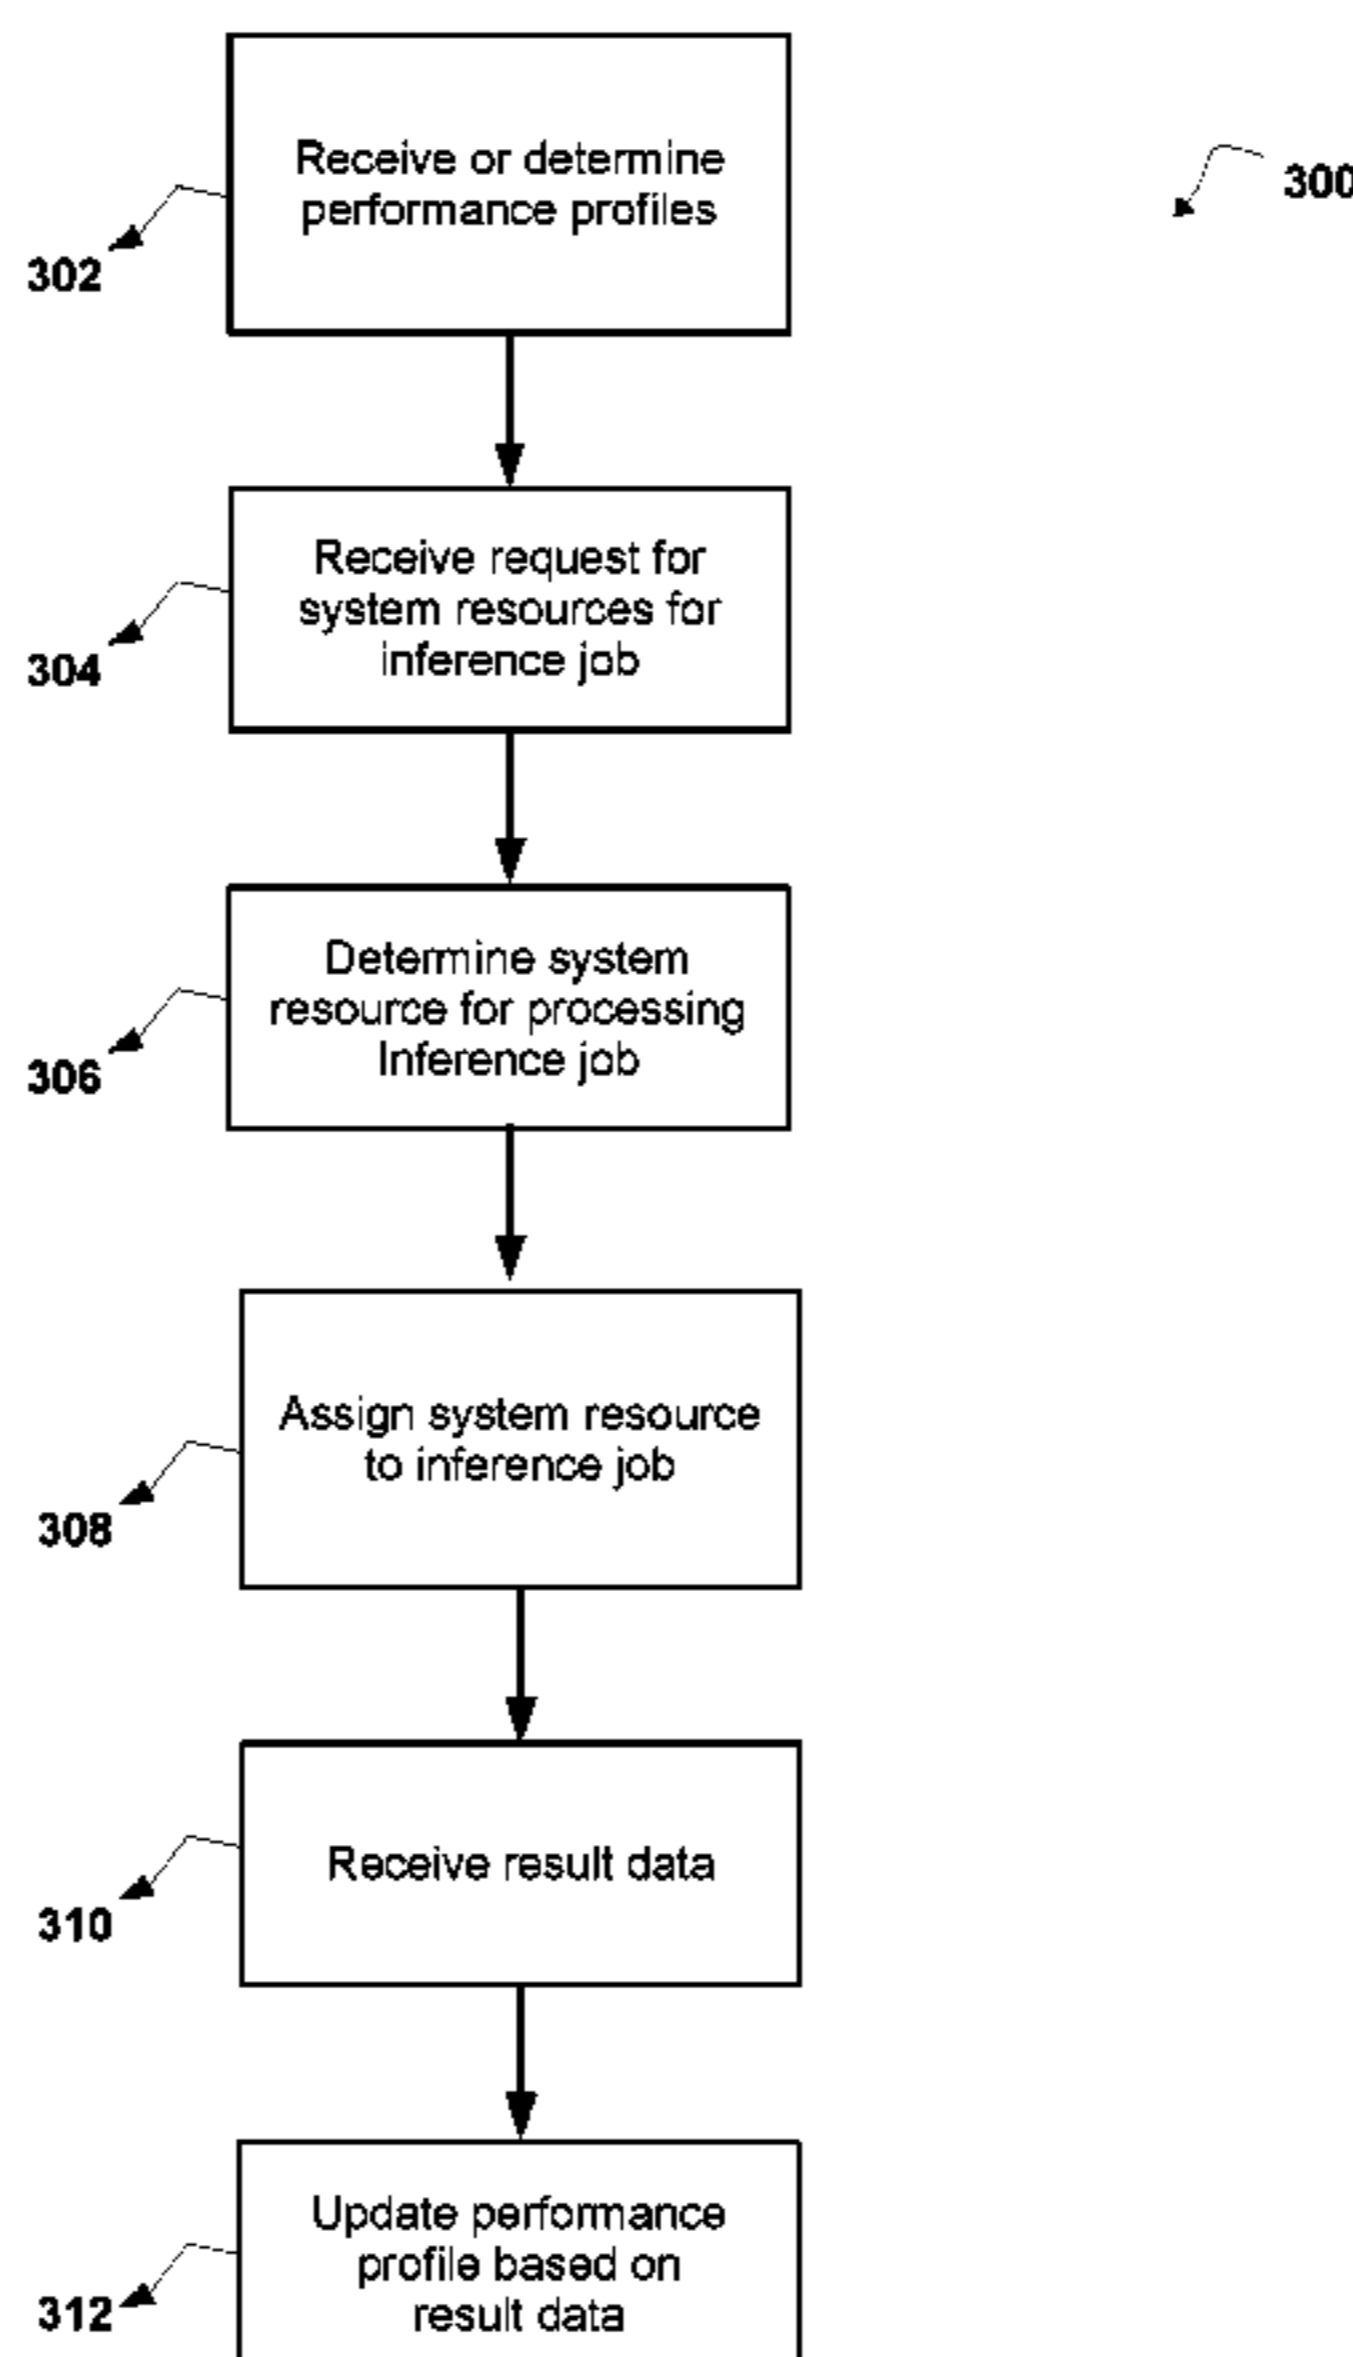 Receive or determine
performance profiles
300
302
Receive request for
system resources for
inference job
304
Determine system
resource for processing
Inference job
306
Assign system resource
to inference job
308
Receive result data
310
Update performance
profile based on
result data
312